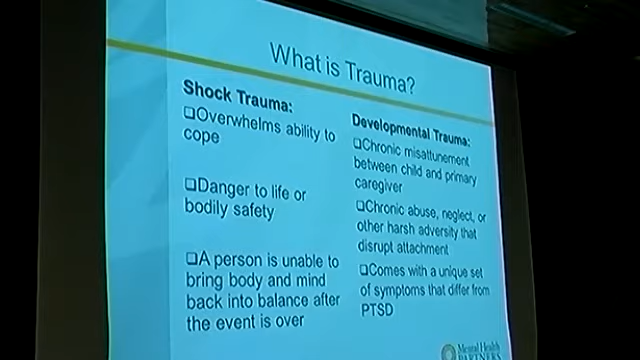 What is Trauma?
Shock Trauma:
❑Overwhelms ability to
cope
❑Danger to life or
bodily safety
❑A person is unable to
bring body and mind
back into balance after
the event is over
Developmental Trauma:
❑Chronic misattunement
between child and primary
caregiver
❑Chronic abuse, neglect, or
other harsh adversity that
disrupt attachment
❑Comes with a unique set
of symptoms that differ from
PTSD
Mental Health
PARTNERS